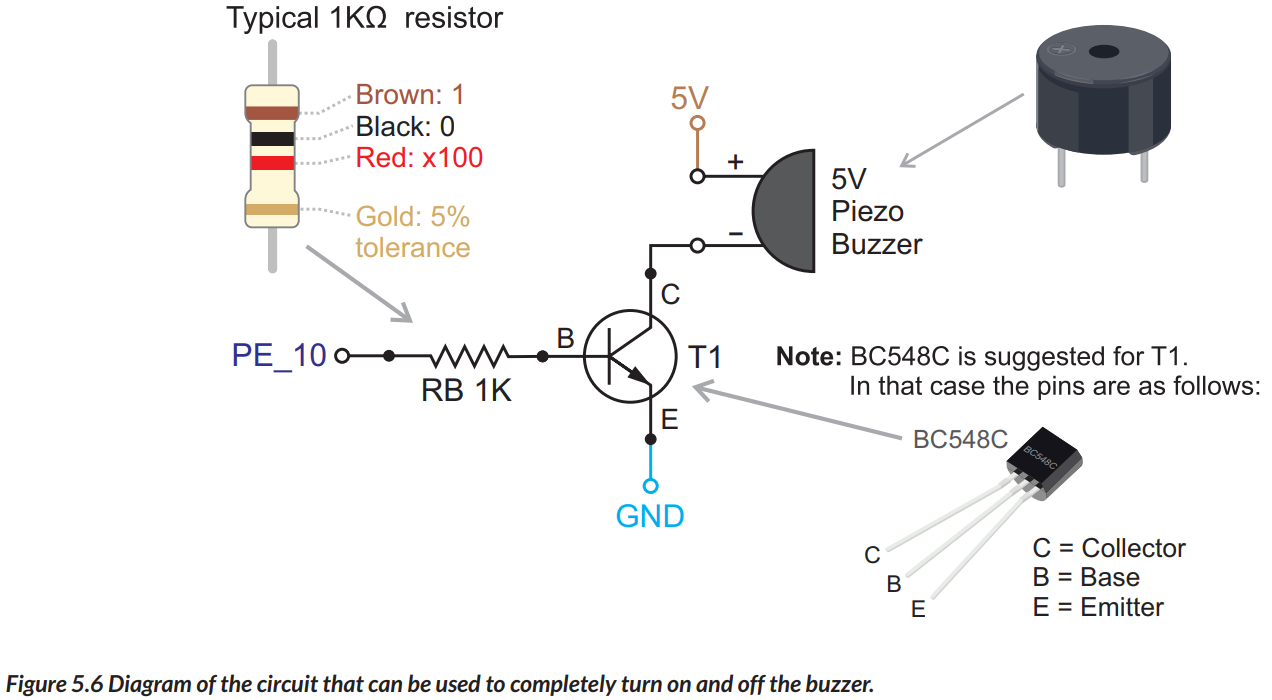 Typical 1KΩ resistor
Brown: 1
Black: 0
Red: x100
Gold: 5%
tolerance
5V
+
−
5V
Piezo
Buzzer
C
PE_10
RB 1K
B
T1
E
GND
Note: BC548C is suggested for T1.
In that case the pins are as follows:
BC548C
BC548C
C
B
E
C = Collector
B = Base
E = Emitter
Figure 5.6 Diagram of the circuit that can be used to completely turn on and off the buzzer.